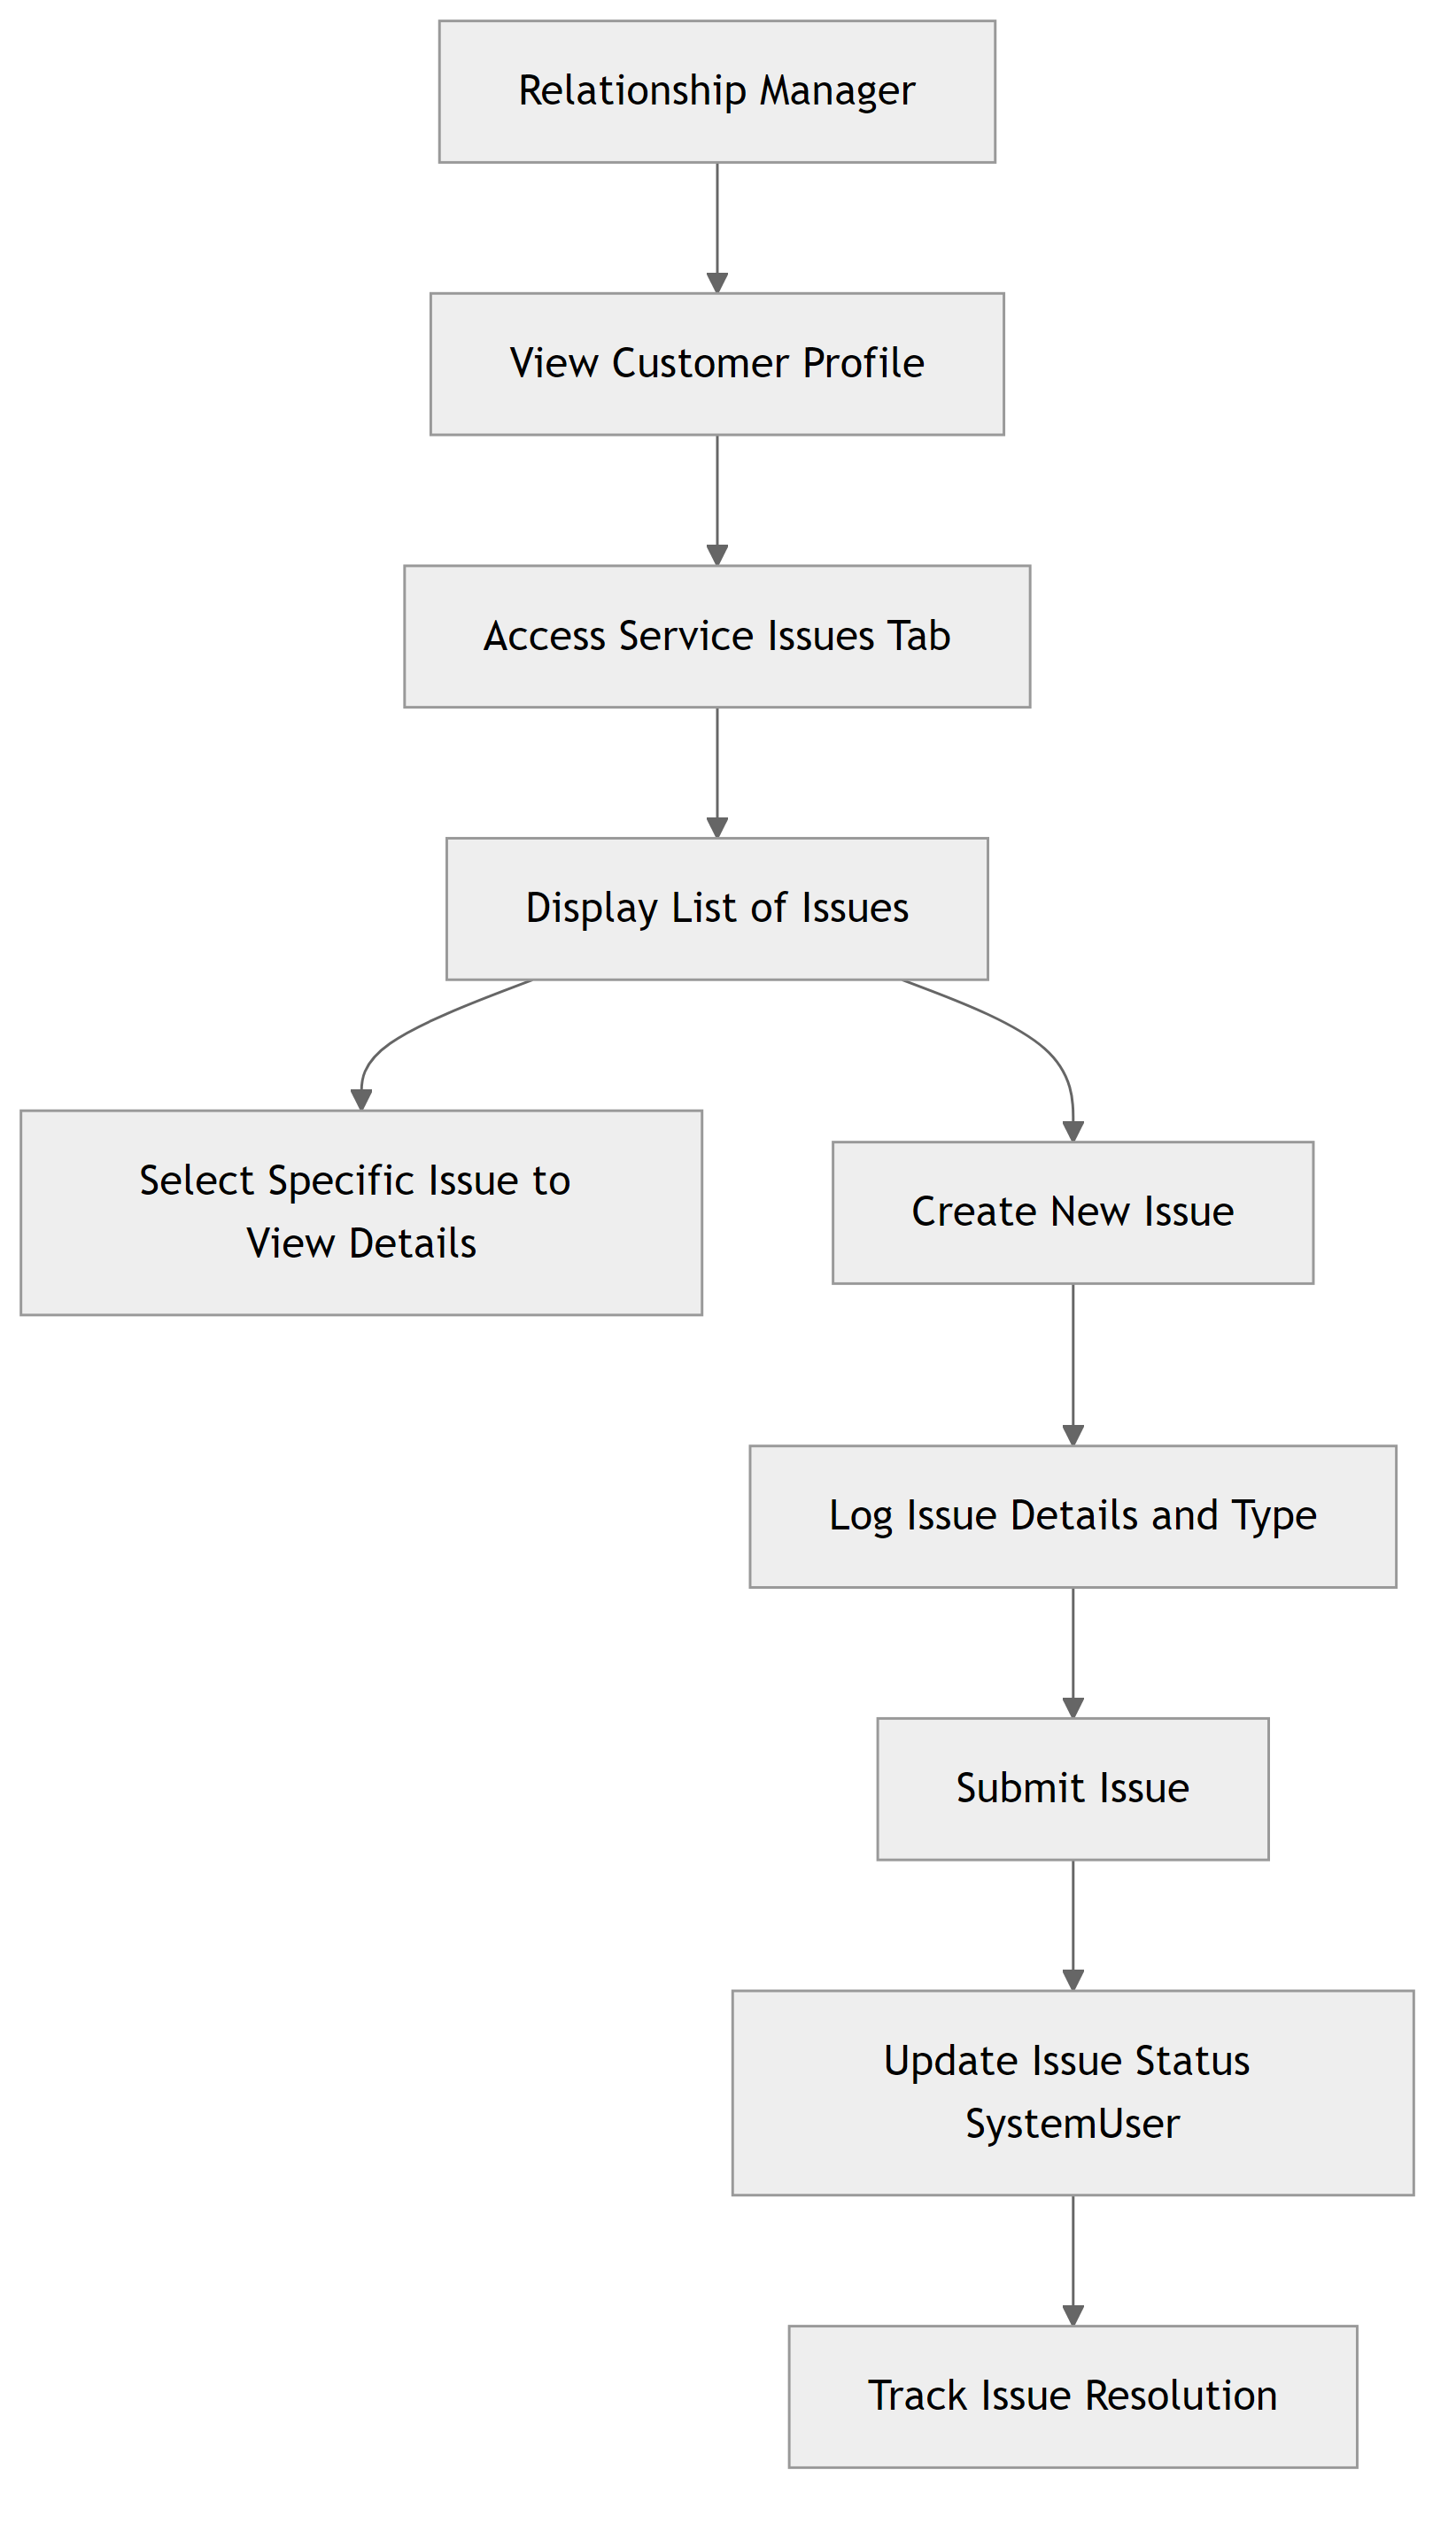 Relationship Manager
View Customer Profile
Access Service Issues Tab
Display List of Issues
Select Specific Issue to
View Details
Create New Issue
Log Issue Details and Type
Submit Issue
Update Issue Status
SystemUser
Track Issue Resolution